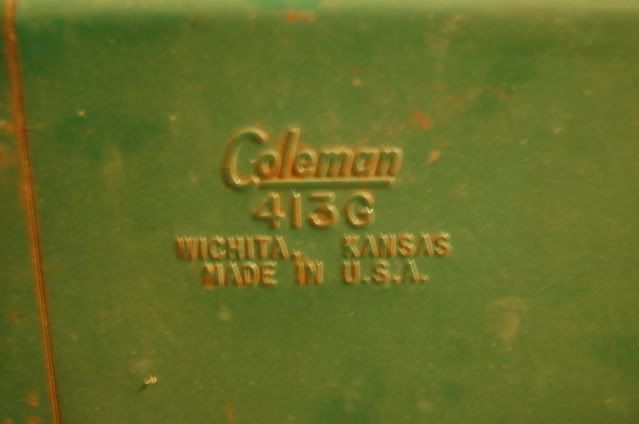 Coleman
413G
WICHITA, KANSAS
MADE IN U.S.A.